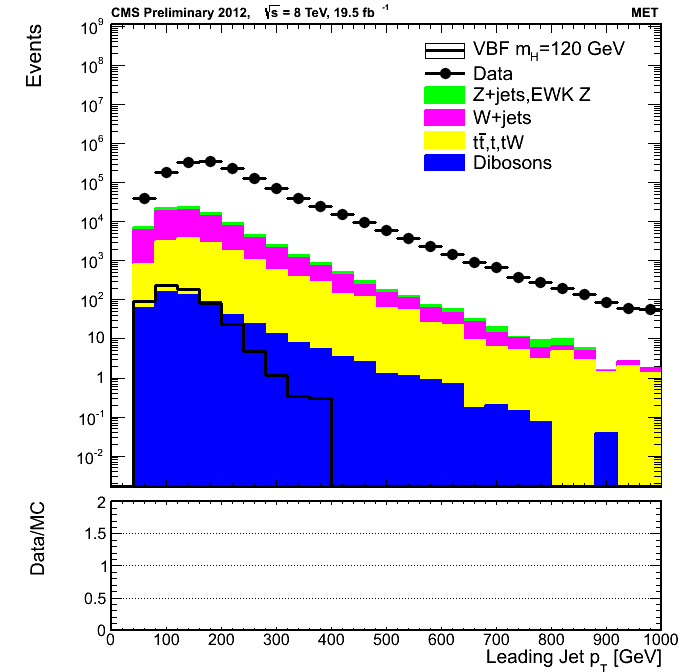 CMS Preliminary 2012, √s = 8 TeV, 19.5 fb⁻¹ MET
Events
10⁹
10⁸
10⁷
10⁶
10⁵
10⁴
10³
10²
10
1
10⁻¹
10⁻²
VBF m_H=120 GeV
Data
Z+jets,EWK Z
W+jets
tt̄,t,tW
Dibosons
Data/MC
2
1.5
1
0.5
0
0 100 200 300 400 500 600 700 800 900 1000
Leading Jet p_T [GeV]